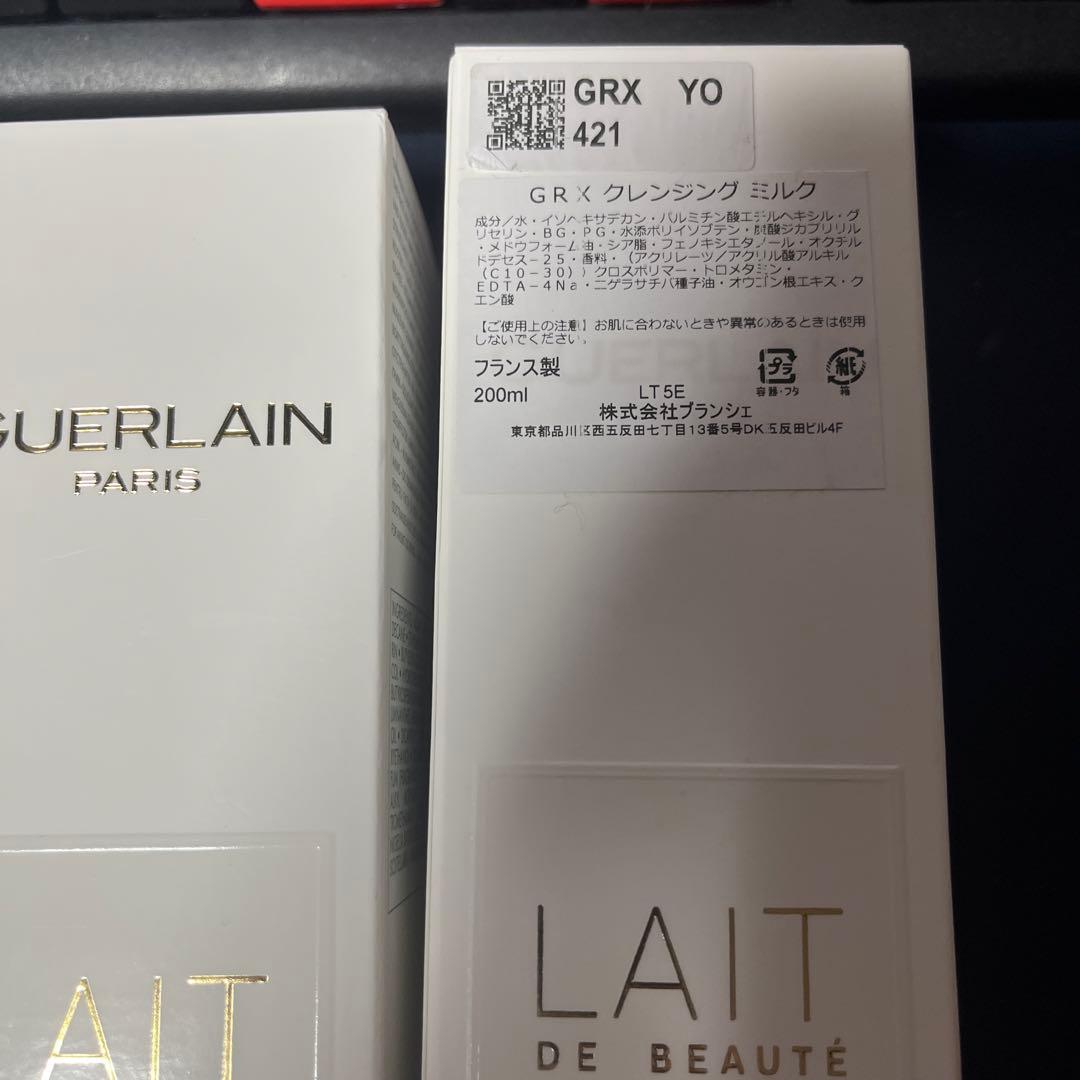 GUERLAIN
PARIS
AIT
GRX YO
421
GRX クレンジング ミルク
成分/水・イソヘキサデカン・パルミチン酸エチルヘキシル・グ
リセリン・BG・PG・水添ポリイソブテン・炭酸ジカプリリル
・メドウフォーム油・シア脂・フェノキシエタノール・オクチル
ドデセス-25・香料・(アクリレーツ/アクリル酸アルキル
(C10-30))クロスポリマー・トロメタミン・
EDTA-4Na・ニゲラサチバ種子油・オウゴン根エキス・ク
エン酸
【ご使用上の注意】お肌に合わないときや異常のあるときは使用
しないでください。
フランス製
200ml
LT5E
プラ
容器・フタ
紙
箱
株式会社ブランシェ
東京都品川区西五反田七丁目13番5号DK五反田ビル4F
LAIT
DE BEAUTÉ